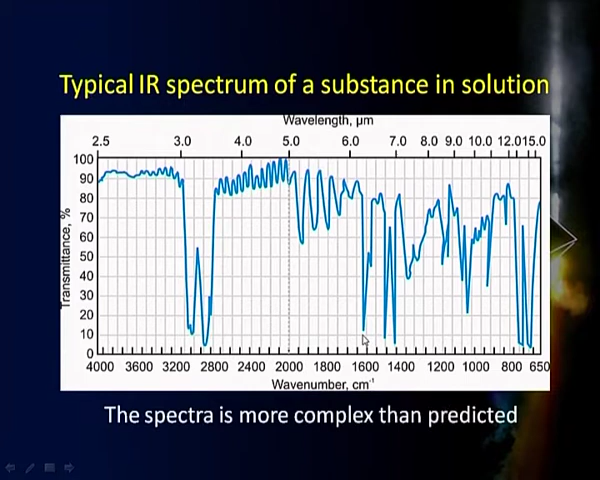 Typical IR spectrum of a substance in solution
Wavelength, μm
2.5 3.0 4.0 5.0 6.0 7.0 8.0 9.0 10.0 12.0 15.0
100
90
80
70
60
50
40
30
20
10
0
Transmittance, %
4000 3600 3200 2800 2400 2000 1800 1600 1400 1200 1000 800 650
Wavenumber, cm⁻¹
The spectra is more complex than predicted